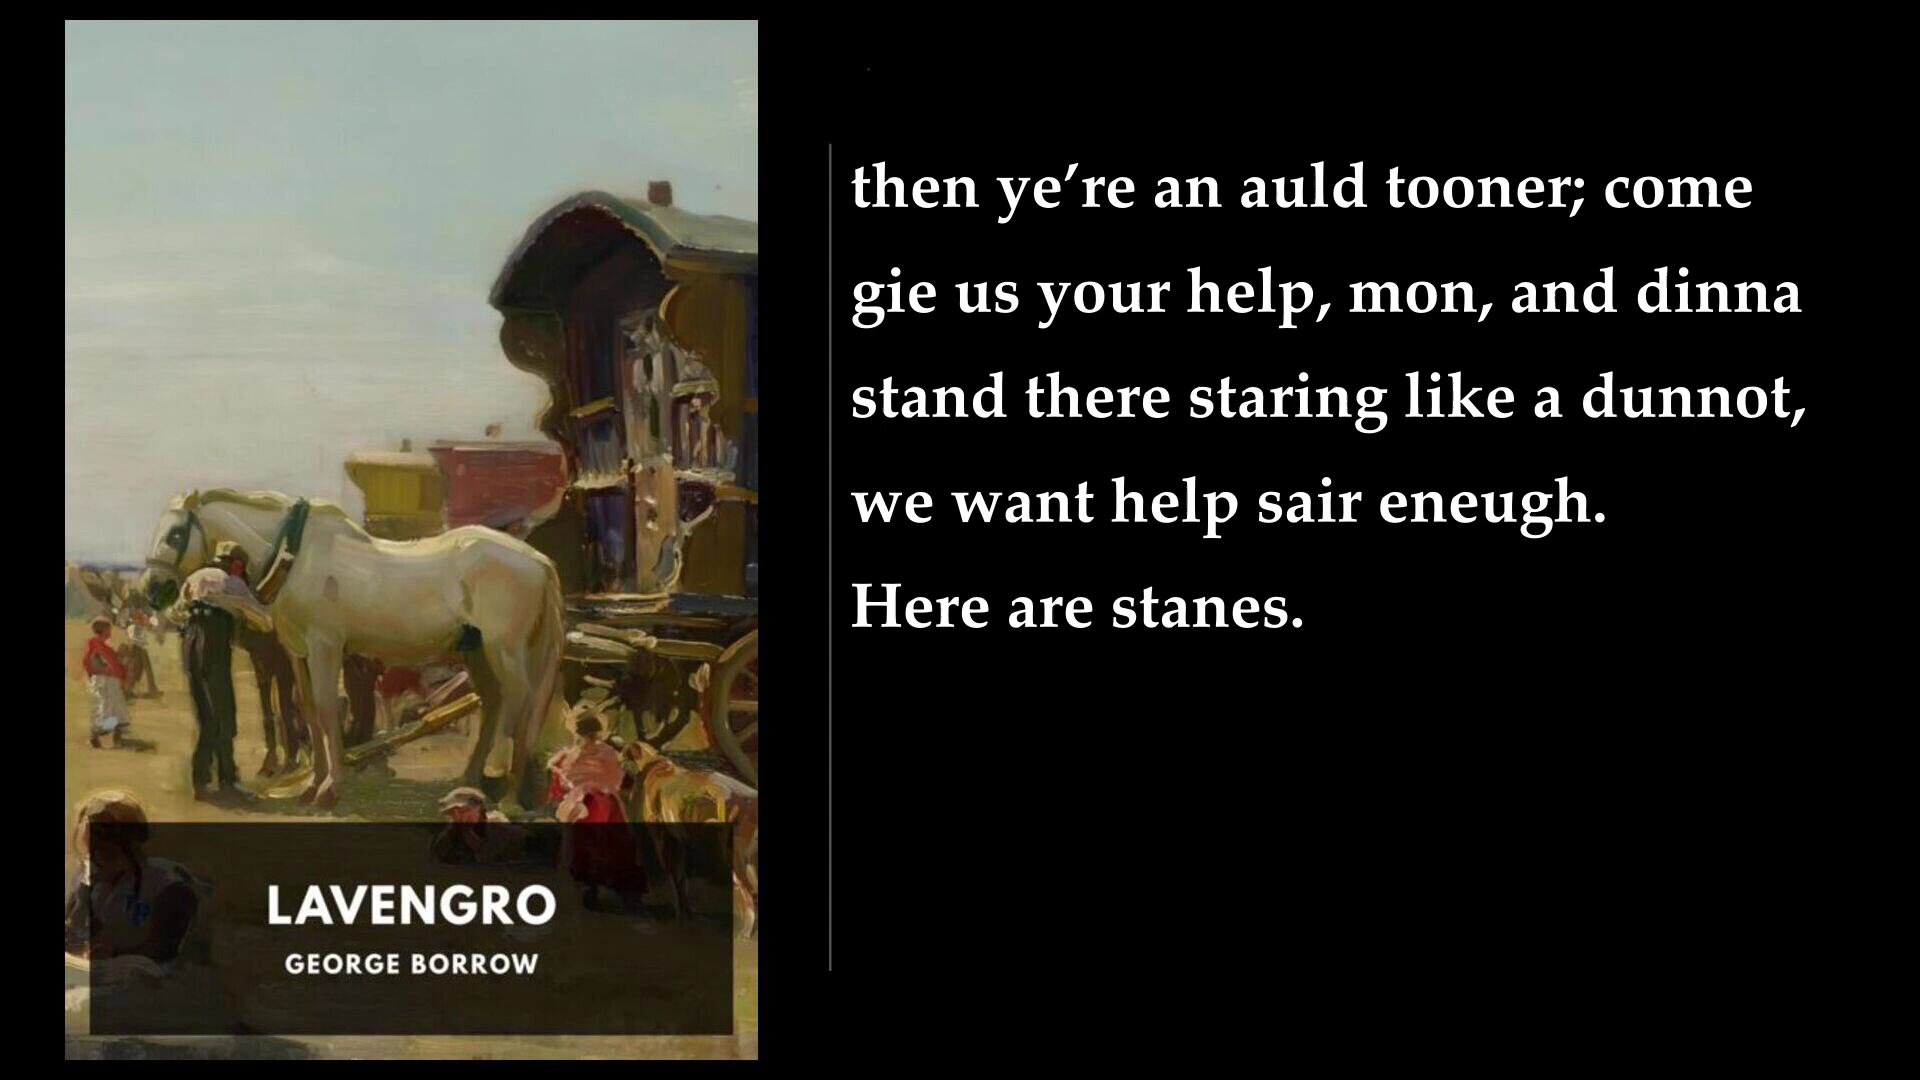 then ye’re an auld tooner; come
gie us your help, mon, and dinna
stand there staring like a dunnot,
we want help sair eneugh.
Here are stanes.
LAVENGRO
GEORGE BORROW